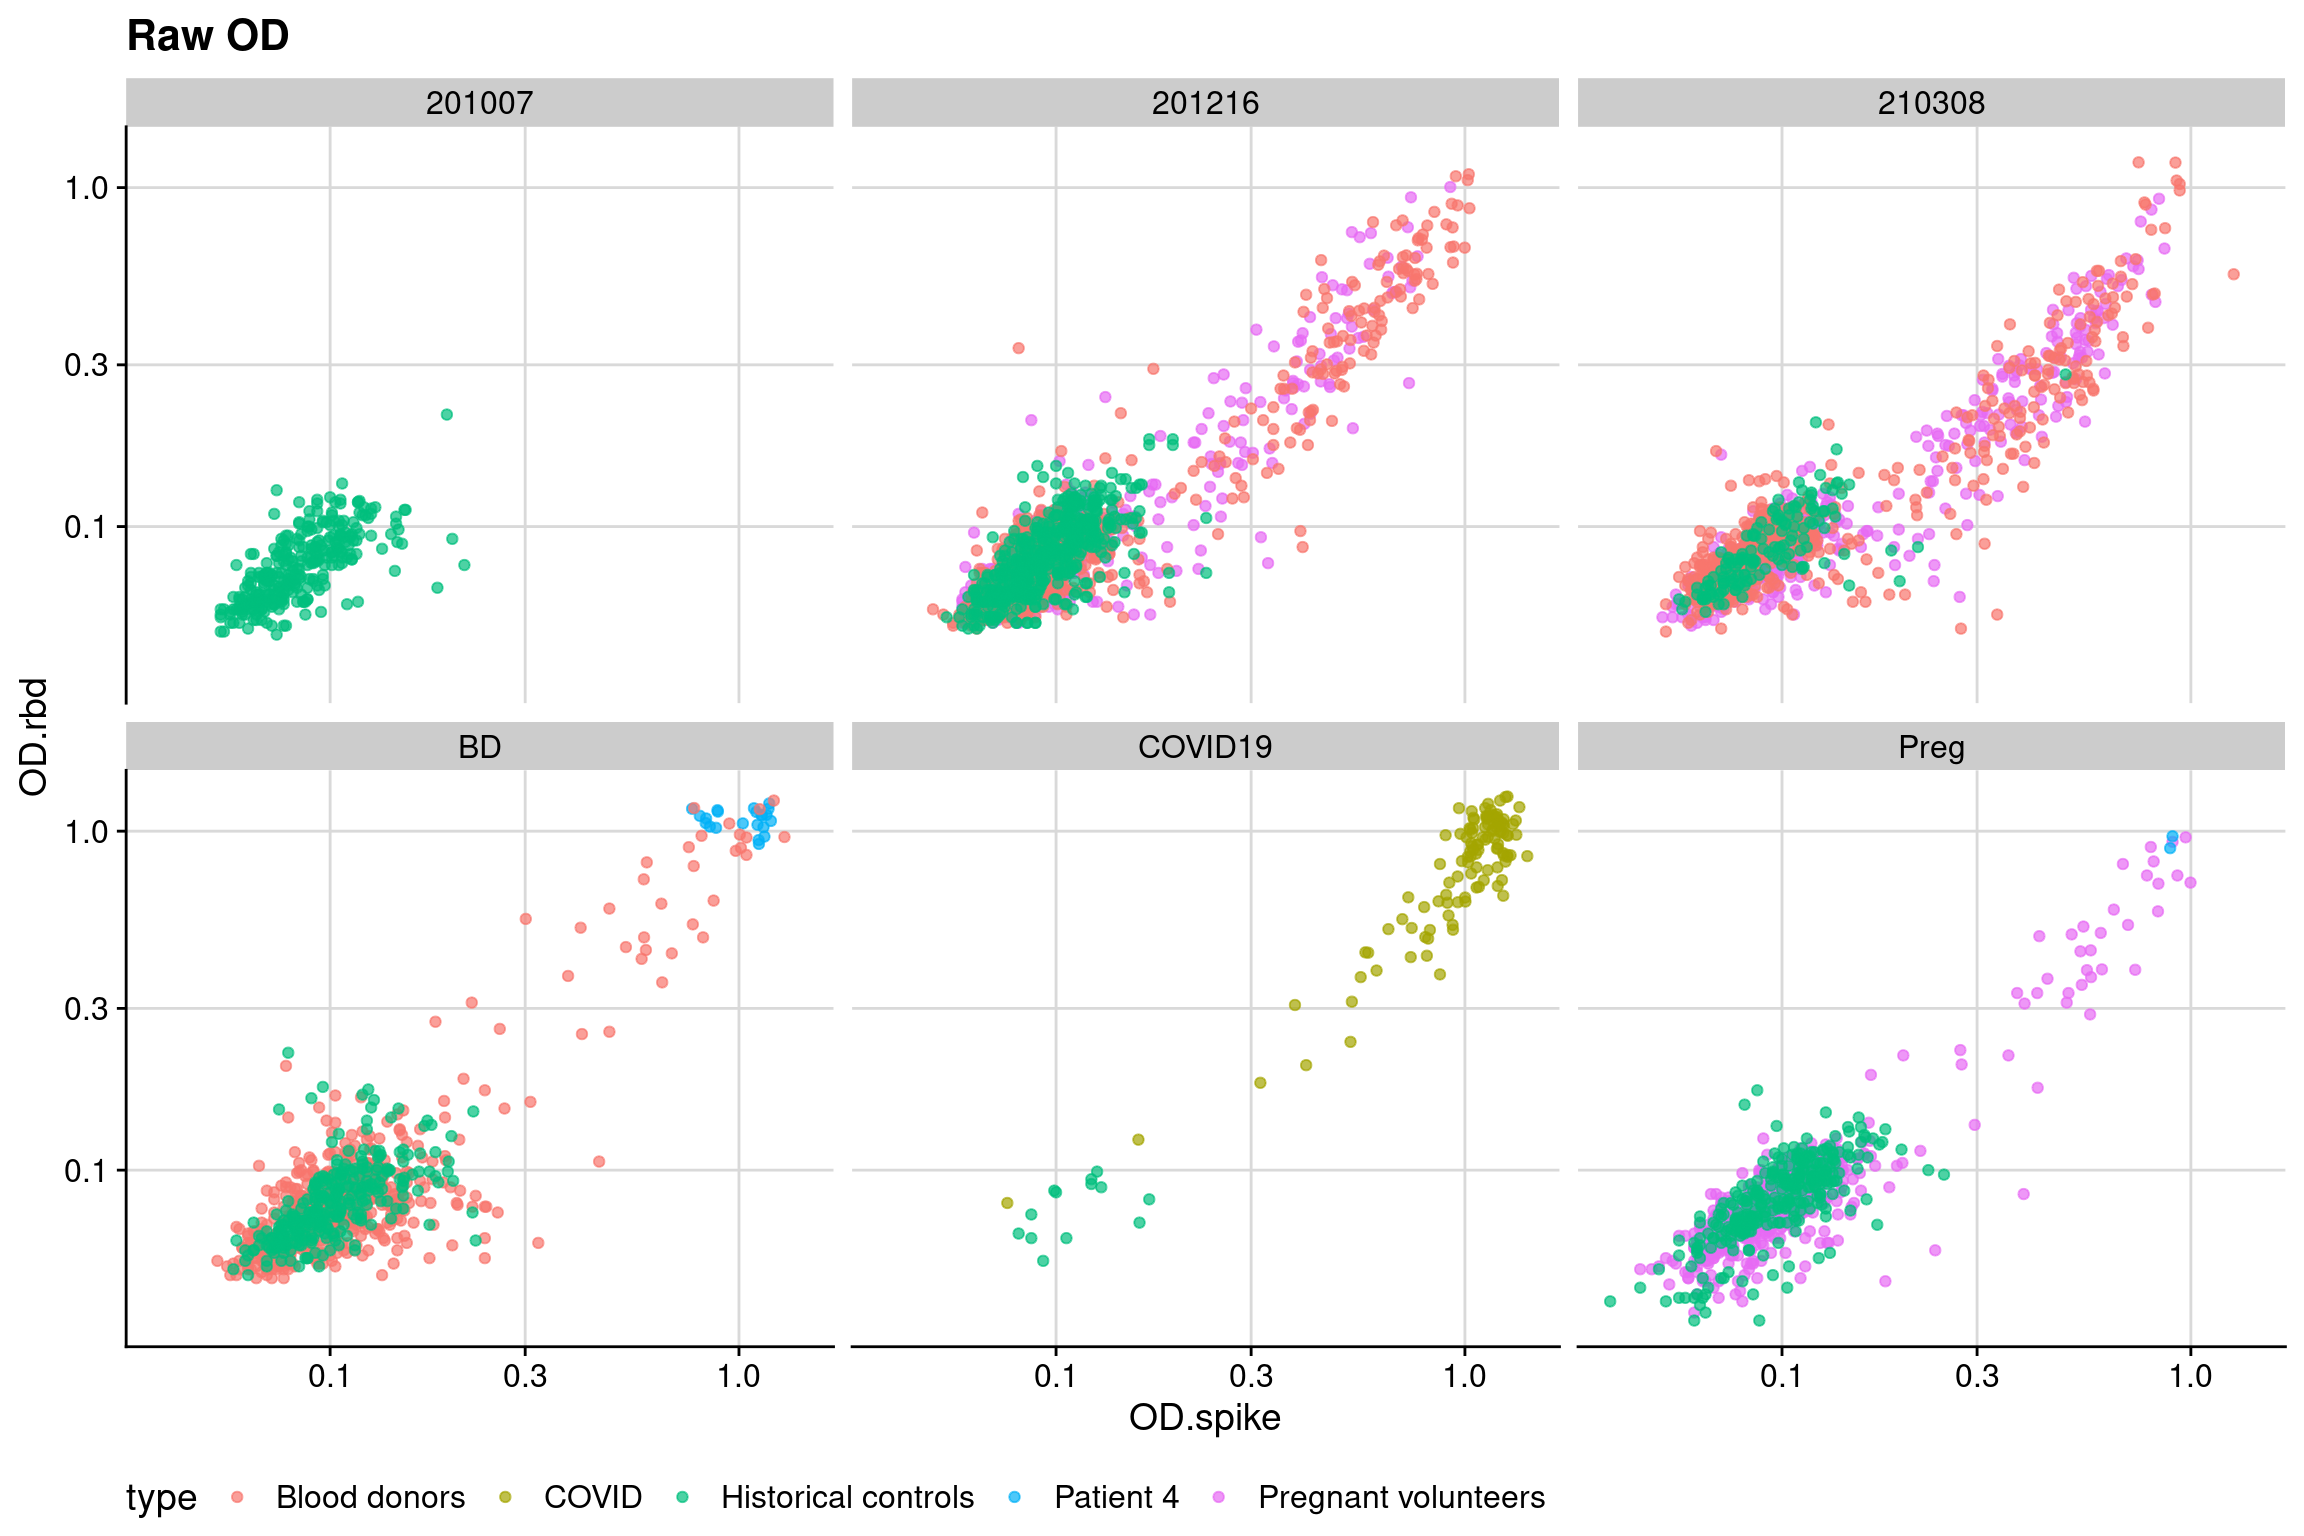 Raw OD
201007 201216 210308
1.0
0.3
0.1
OD.rbd
BD COVID19 Preg
1.0
0.3
0.1
0.1 0.3 1.0 0.1 0.3 1.0 0.1 0.3 1.0
OD.spike
type Blood donors COVID Historical controls Patient 4 Pregnant volunteers